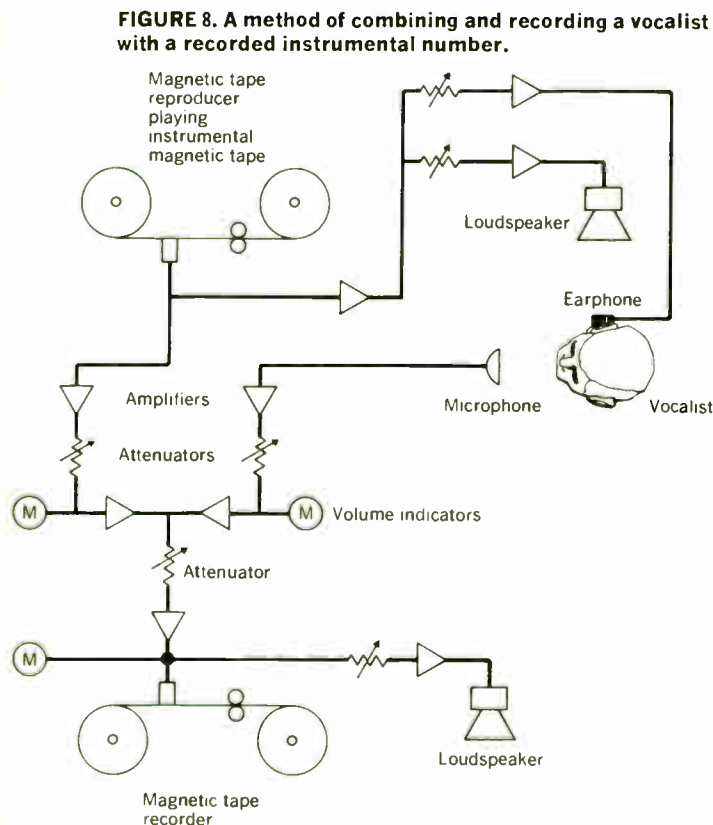 FIGURE 8. A method of combining and recording a vocalist
with a recorded instrumental number.
Magnetic tape
reproducer
playing
instrumental
magnetic tape
Loudspeaker
Earphone
Amplifiers
Microphone
Vocalist
Attenuators
M
M
Volume indicators
Attenuator
M
Loudspeaker
Magnetic tape
recorder